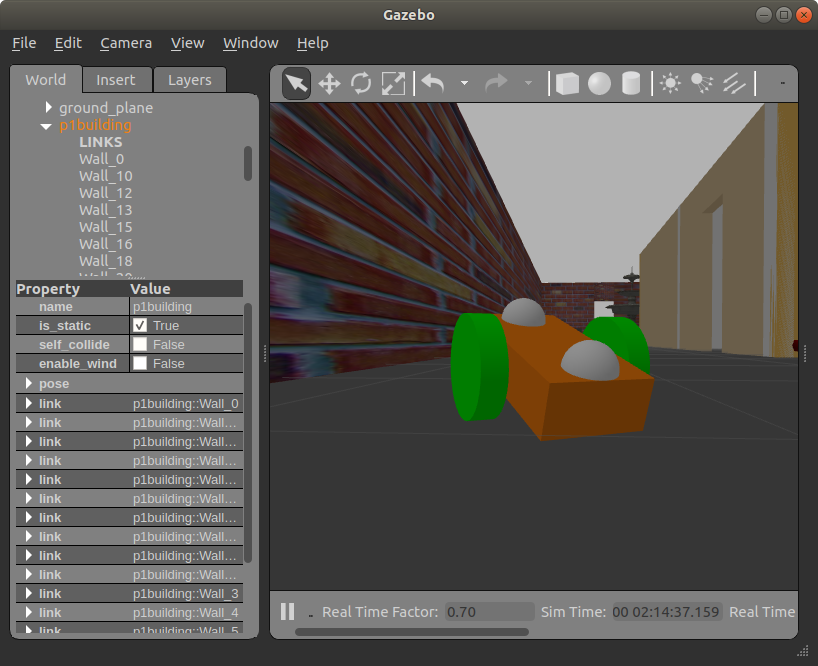 Gazebo
File Edit Camera View Window Help
World Insert Layers
ground_plane
p1building
LINKS
Wall_0
Wall_10
Wall_12
Wall_13
Wall_15
Wall_16
Wall_18
Property Value
name p1building
is_static True
self_collide False
enable_wind False
pose
link p1building::Wall_0
link p1building::Wall...
link p1building::Wall...
link p1building::Wall...
link p1building::Wall...
link p1building::Wall...
link p1building::Wall...
link p1building::Wall...
link p1building::Wall...
link p1building::Wall...
link p1building::Wall_3
link p1building::Wall_4
link p1building::Wall_5
Real Time Factor: 0.70 Sim Time: 00 02:14:37.159 Real Time